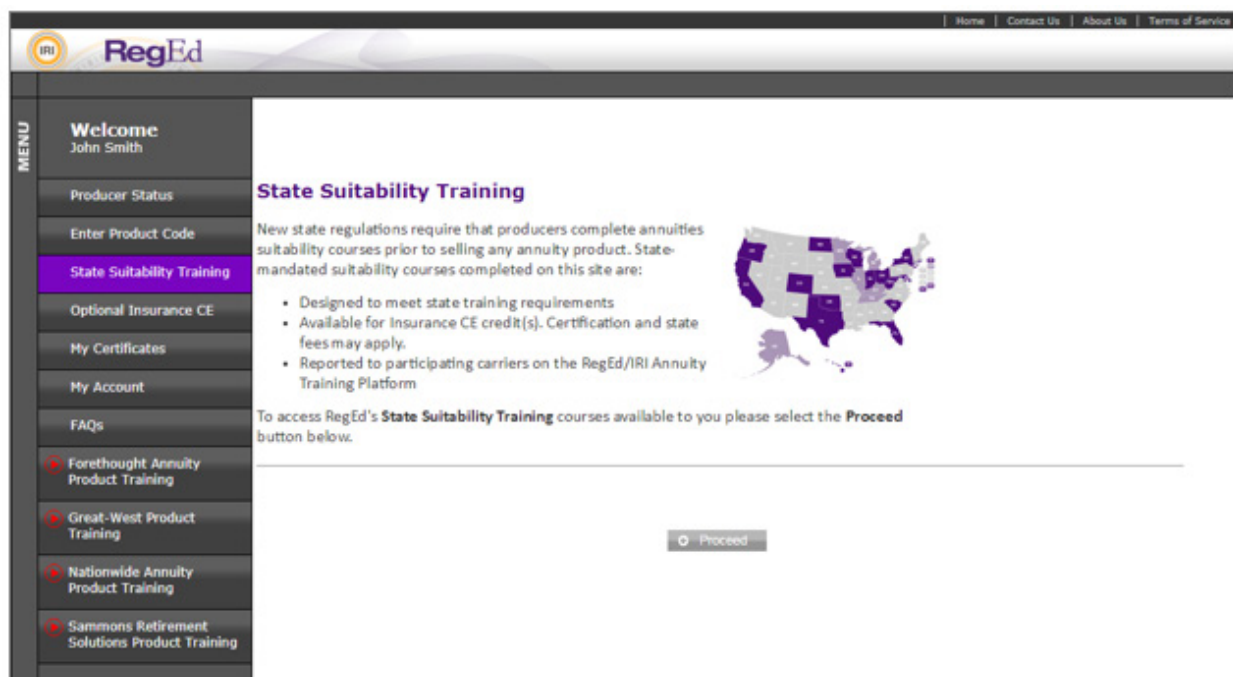 | Home | Contact Us | About Us | Terms of Service
IRI
RegEd
MENU
Welcome
John Smith
Producer Status
Enter Product Code
State Suitability Training
Optional Insurance CE
My Certificates
My Account
FAQs
Forethought Annuity
Product Training
Great-West Product
Training
Nationwide Annuity
Product Training
Sammons Retirement
Solutions Product Training
State Suitability Training
New state regulations require that producers complete annuities
suitability courses prior to selling any annuity product. State-
mandated suitability courses completed on this site are:
• Designed to meet state training requirements
• Available for Insurance CE credit(s). Certification and state
fees may apply.
• Reported to participating carriers on the RegEd/IRI Annuity
Training Platform
To access RegEd's State Suitability Training courses available to you please select the Proceed
button below.
Proceed